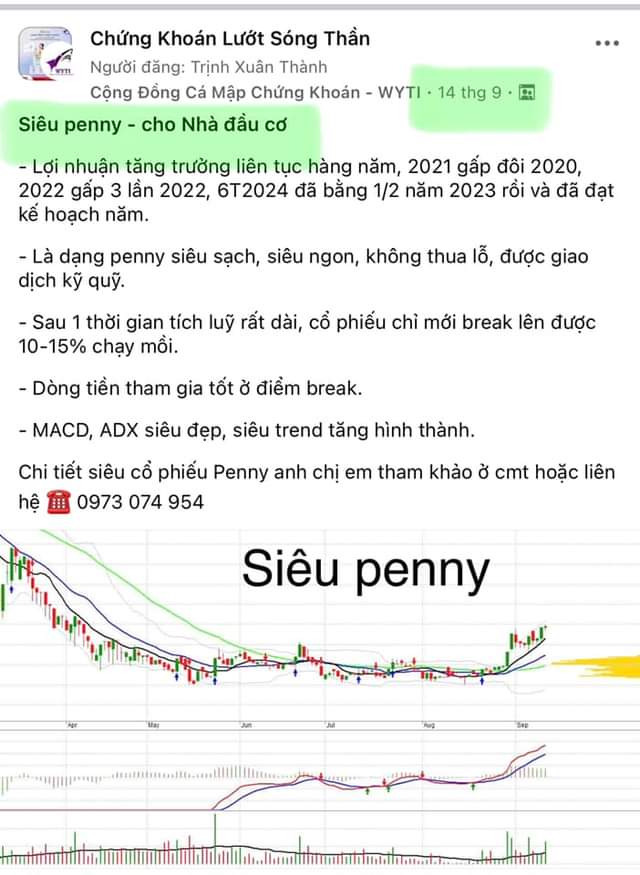 Chứng Khoán Lướt Sóng Thần
Người đăng: Trịnh Xuân Thành
Cộng Đồng Cá Mập Chứng Khoán - WYTI · 14 thg 9 ·
WYTI
Siêu penny - cho Nhà đầu cơ
- Lợi nhuận tăng trưởng liên tục hàng năm, 2021 gấp đôi 2020,
2022 gấp 3 lần 2022, 6T2024 đã bằng 1/2 năm 2023 rồi và đã đạt
kế hoạch năm.
- Là dạng penny siêu sạch, siêu ngon, không thua lỗ, được giao
dịch ký quỹ.
- Sau 1 thời gian tích luỹ rất dài, cổ phiếu chỉ mới break lên được
10-15% chạy mồi.
- Dòng tiền tham gia tốt ở điểm break.
- MACD, ADX siêu đẹp, siêu trend tăng hình thành.
Chi tiết siêu cổ phiếu Penny anh chị em tham khảo ở cmt hoặc liên
hệ ☎️ 0973 074 954
Siêu penny
Apr May Jun Jul Aug Sep